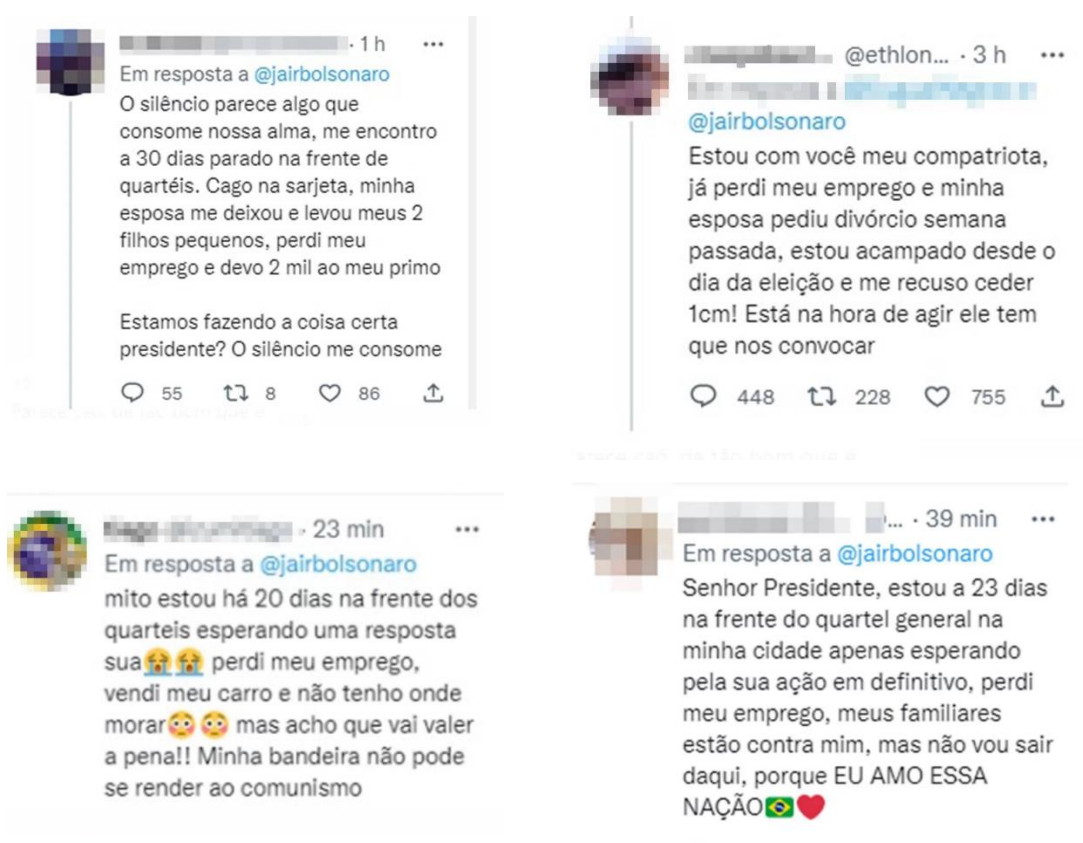 · 1 h
Em resposta a @jairbolsonaro
O silêncio parece algo que
consome nossa alma, me encontro
a 30 dias parado na frente de
quartéis. Cago na sarjeta, minha
esposa me deixou e levou meus 2
filhos pequenos, perdi meu
emprego e devo 2 mil ao meu primo
Estamos fazendo a coisa certa
presidente? O silêncio me consome
55 8 86
@ethlon... · 3 h
@jairbolsonaro
Estou com você meu compatriota,
já perdi meu emprego e minha
esposa pediu divórcio semana
passada, estou acampado desde o
dia da eleição e me recuso ceder
1cm! Está na hora de agir ele tem
que nos convocar
448 228 755
· 23 min
Em resposta a @jairbolsonaro
mito estou há 20 dias na frente dos
quarteis esperando uma resposta
sua😭😭 perdi meu emprego,
vendi meu carro e não tenho onde
morar😳😳 mas acho que vai valer
a pena!! Minha bandeira não pode
se render ao comunismo
... · 39 min
Em resposta a @jairbolsonaro
Senhor Presidente, estou a 23 dias
na frente do quartel general na
minha cidade apenas esperando
pela sua ação em definitivo, perdi
meu emprego, meus familiares
estão contra mim, mas não vou sair
daqui, porque EU AMO ESSA
NAÇÃO🇧🇷❤️